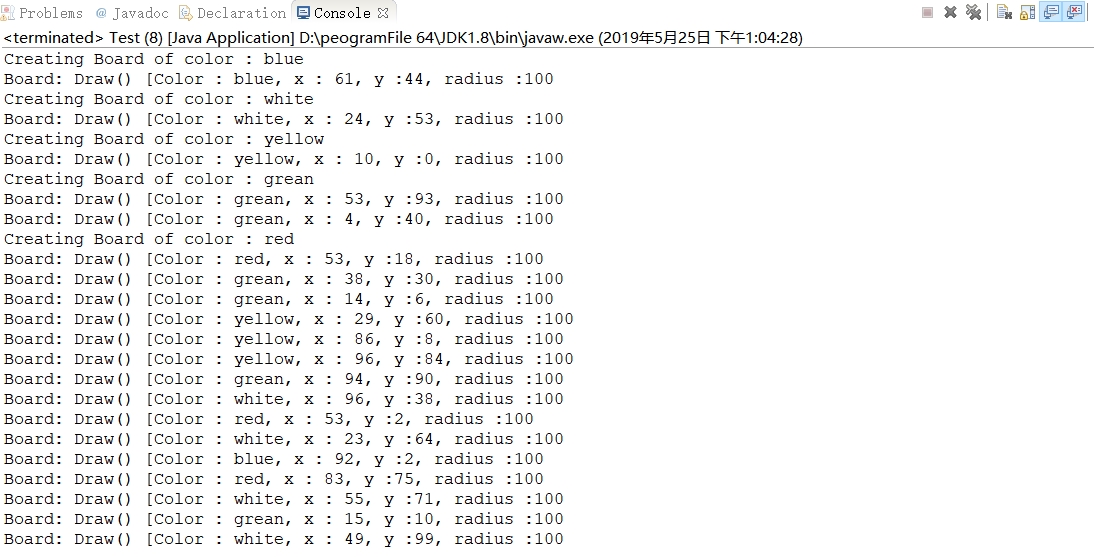 Problems @ Javadoc Declaration Console
<terminated> Test (8) [Java Application] D:\peogramFile 64\JDK1.8\bin\javaw.exe (2019年5月25日 下午1:04:28)
Creating Board of color : blue
Board: Draw() [Color : blue, x : 61, y :44, radius :100
Creating Board of color : white
Board: Draw() [Color : white, x : 24, y :53, radius :100
Creating Board of color : yellow
Board: Draw() [Color : yellow, x : 10, y :0, radius :100
Creating Board of color : grean
Board: Draw() [Color : grean, x : 53, y :93, radius :100
Board: Draw() [Color : grean, x : 4, y :40, radius :100
Creating Board of color : red
Board: Draw() [Color : red, x : 53, y :18, radius :100
Board: Draw() [Color : grean, x : 38, y :30, radius :100
Board: Draw() [Color : grean, x : 14, y :6, radius :100
Board: Draw() [Color : yellow, x : 29, y :60, radius :100
Board: Draw() [Color : yellow, x : 86, y :8, radius :100
Board: Draw() [Color : yellow, x : 96, y :84, radius :100
Board: Draw() [Color : grean, x : 94, y :90, radius :100
Board: Draw() [Color : white, x : 96, y :38, radius :100
Board: Draw() [Color : red, x : 53, y :2, radius :100
Board: Draw() [Color : white, x : 23, y :64, radius :100
Board: Draw() [Color : blue, x : 92, y :2, radius :100
Board: Draw() [Color : red, x : 83, y :75, radius :100
Board: Draw() [Color : white, x : 55, y :71, radius :100
Board: Draw() [Color : grean, x : 15, y :10, radius :100
Board: Draw() [Color : white, x : 49, y :99, radius :100